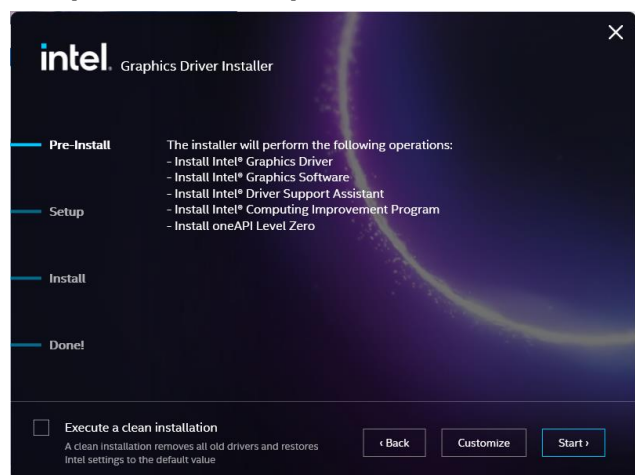 intel. Graphics Driver Installer
Pre-Install
The installer will perform the following operations:
- Install Intel® Graphics Driver
- Install Intel® Graphics Software
- Install Intel® Driver Support Assistant
- Install Intel® Computing Improvement Program
- Install oneAPI Level Zero
Setup
Install
Done!
Execute a clean installation
A clean installation removes all old drivers and restores
Intel settings to the default value
‹ Back
Customize
Start ›